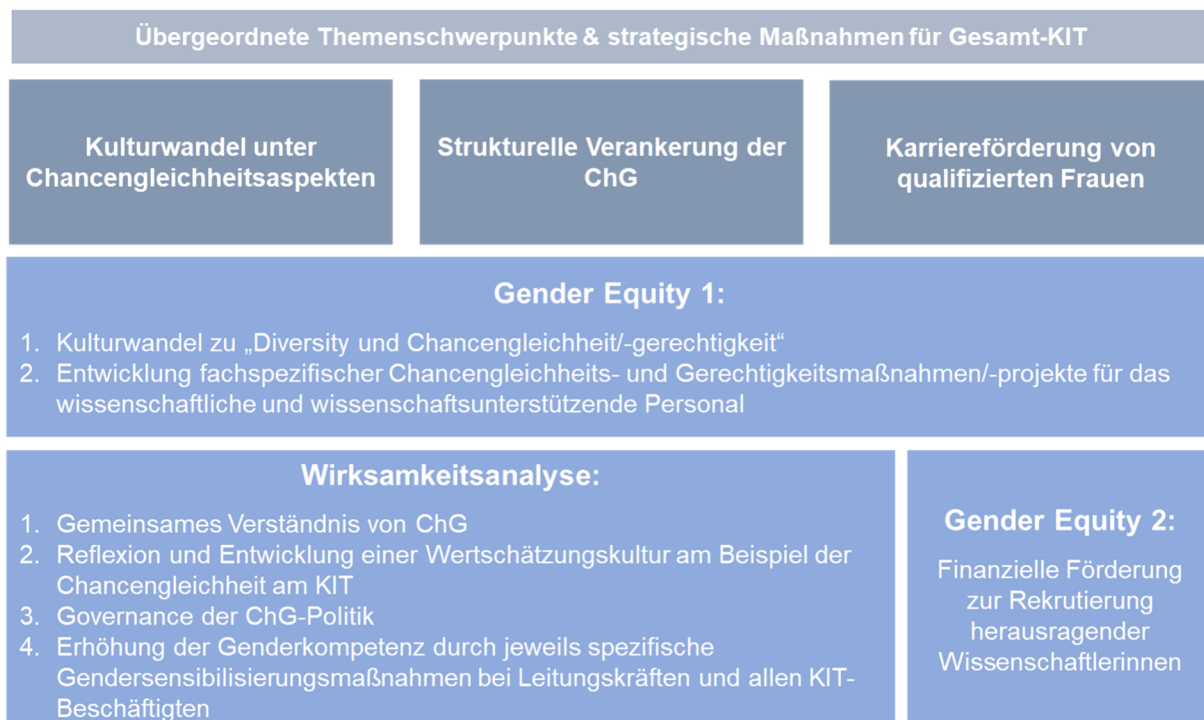 Übergeordnete Themenschwerpunkte & strategische Maßnahmen für Gesamt-KIT
Kulturwandel unter
Chancengleichheitsaspekten
Strukturelle Verankerung der
ChG
Karriereförderung von
qualifizierten Frauen
Gender Equity 1:
1. Kulturwandel zu „Diversity und Chancengleichheit/-gerechtigkeit“
2. Entwicklung fachspezifischer Chancengleichheits- und Gerechtigkeitsmaßnahmen/-projekte für das
wissenschaftliche und wissenschaftsunterstützende Personal
Wirksamkeitsanalyse:
1. Gemeinsames Verständnis von ChG
2. Reflexion und Entwicklung einer Wertschätzungskultur am Beispiel der
Chancengleichheit am KIT
3. Governance der ChG-Politik
4. Erhöhung der Genderkompetenz durch jeweils spezifische
Gendersensibilisierungsmaßnahmen bei Leitungskräften und allen KIT-
Beschäftigten
Gender Equity 2:
Finanzielle Förderung
zur Rekrutierung
herausragender
Wissenschaftlerinnen